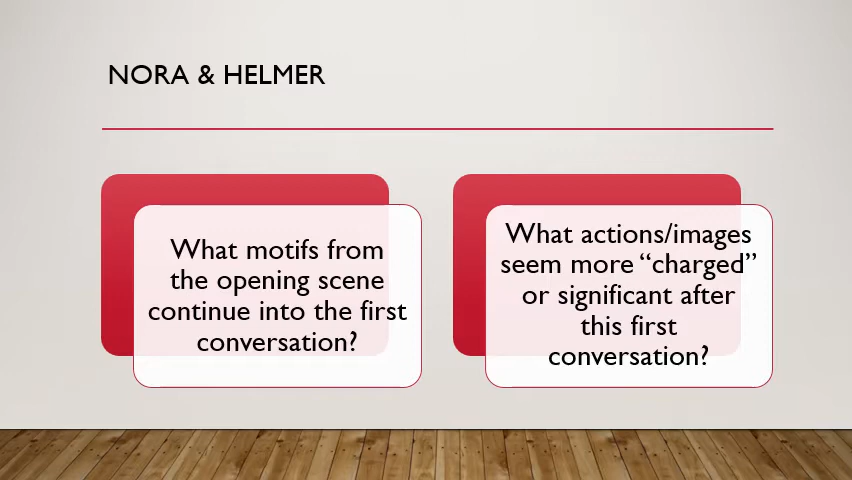 NORA & HELMER
What motifs from
the opening scene
continue into the first
conversation?
What actions/images
seem more “charged”
or significant after
this first
conversation?